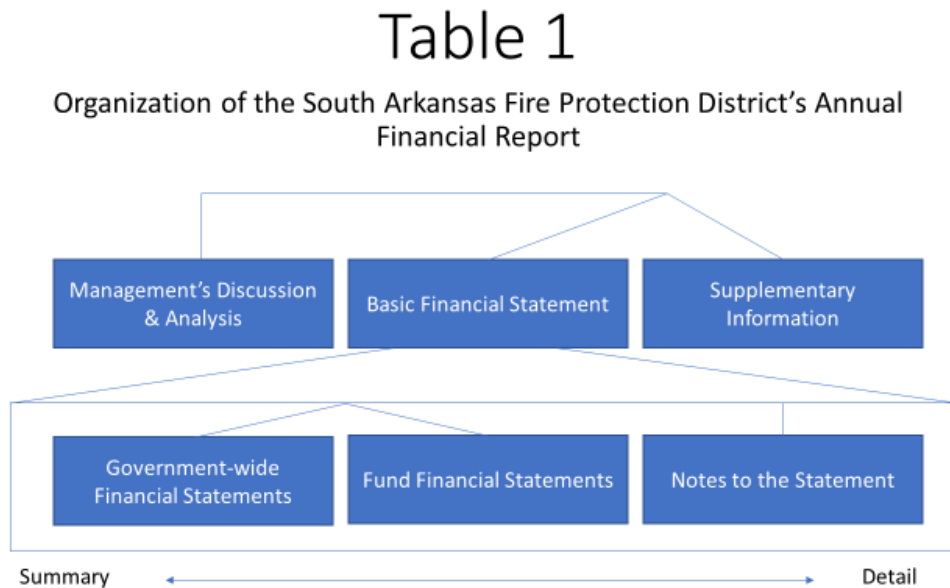 Table 1
Organization of the South Arkansas Fire Protection District's Annual
Financial Report
Management's Discussion
& Analysis
Basic Financial Statement
Supplementary
Information
Government-wide
Financial Statements
Fund Financial Statements
Notes to the Statement
Summary
Detail